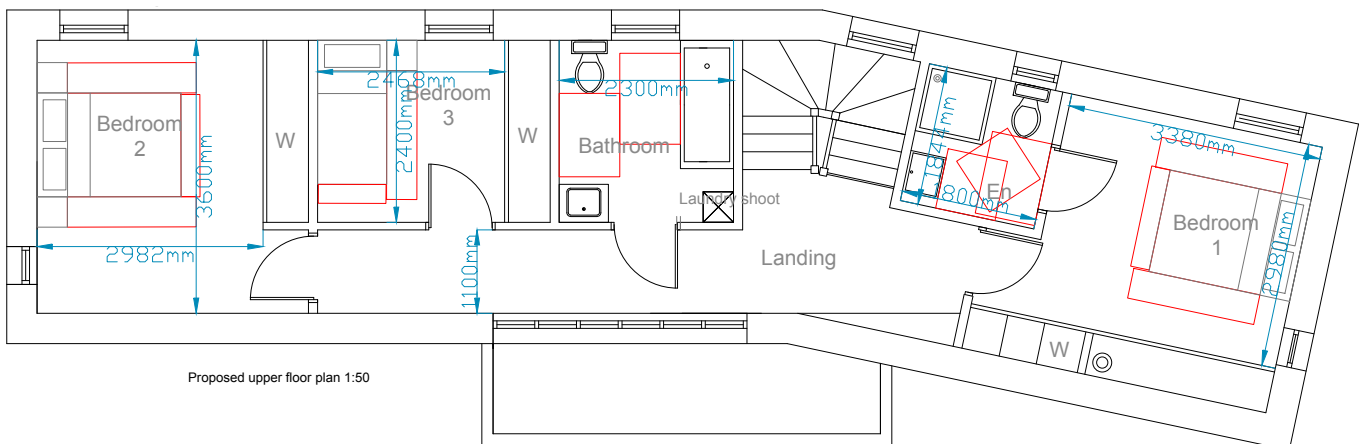 Bedroom
2
3600mm
2982mm
W
2468mm
Bedroom
3
2400mm
W
2300mm
Bathroom
Laundry shoot
1100mm
Landing
1844mm
1800mm
En
3380mm
Bedroom
1
2980mm
W
Proposed upper floor plan 1:50